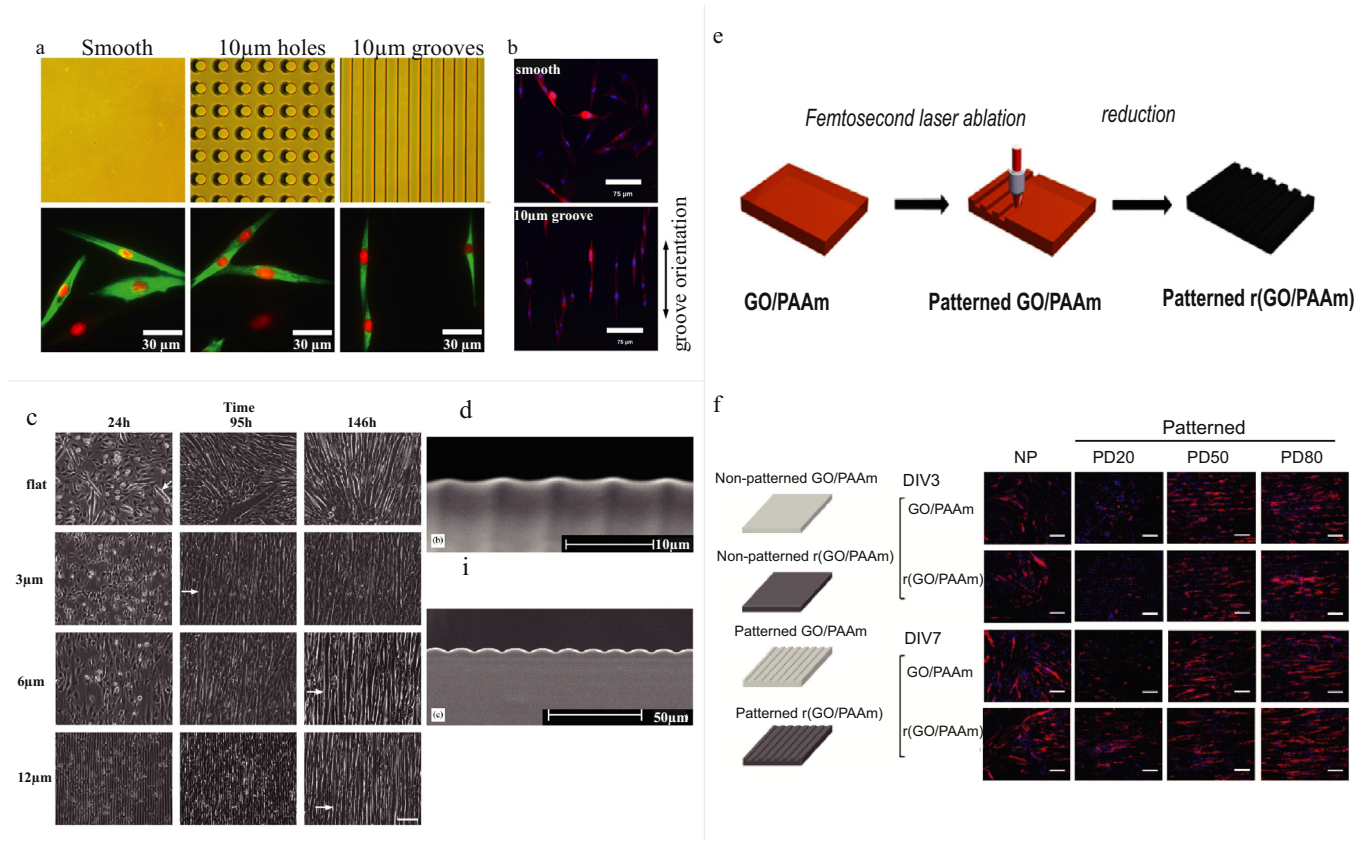 a
Smooth
10µm holes
10µm grooves
30 µm
30 µm
30 µm
b
smooth
75 µm
10µm groove
75 µm
groove orientation
c
Time
24h
95h
146h
flat
3µm
6µm
12µm
d
(b)
10µm
i
(c)
50µm
e
Femtosecond laser ablation
reduction
GO/PAAm
Patterned GO/PAAm
Patterned r(GO/PAAm)
f
Patterned
NP
PD20
PD50
PD80
Non-patterned GO/PAAm
Non-patterned r(GO/PAAm)
Patterned GO/PAAm
Patterned r(GO/PAAm)
DIV3
GO/PAAm
r(GO/PAAm)
DIV7
GO/PAAm
r(GO/PAAm)